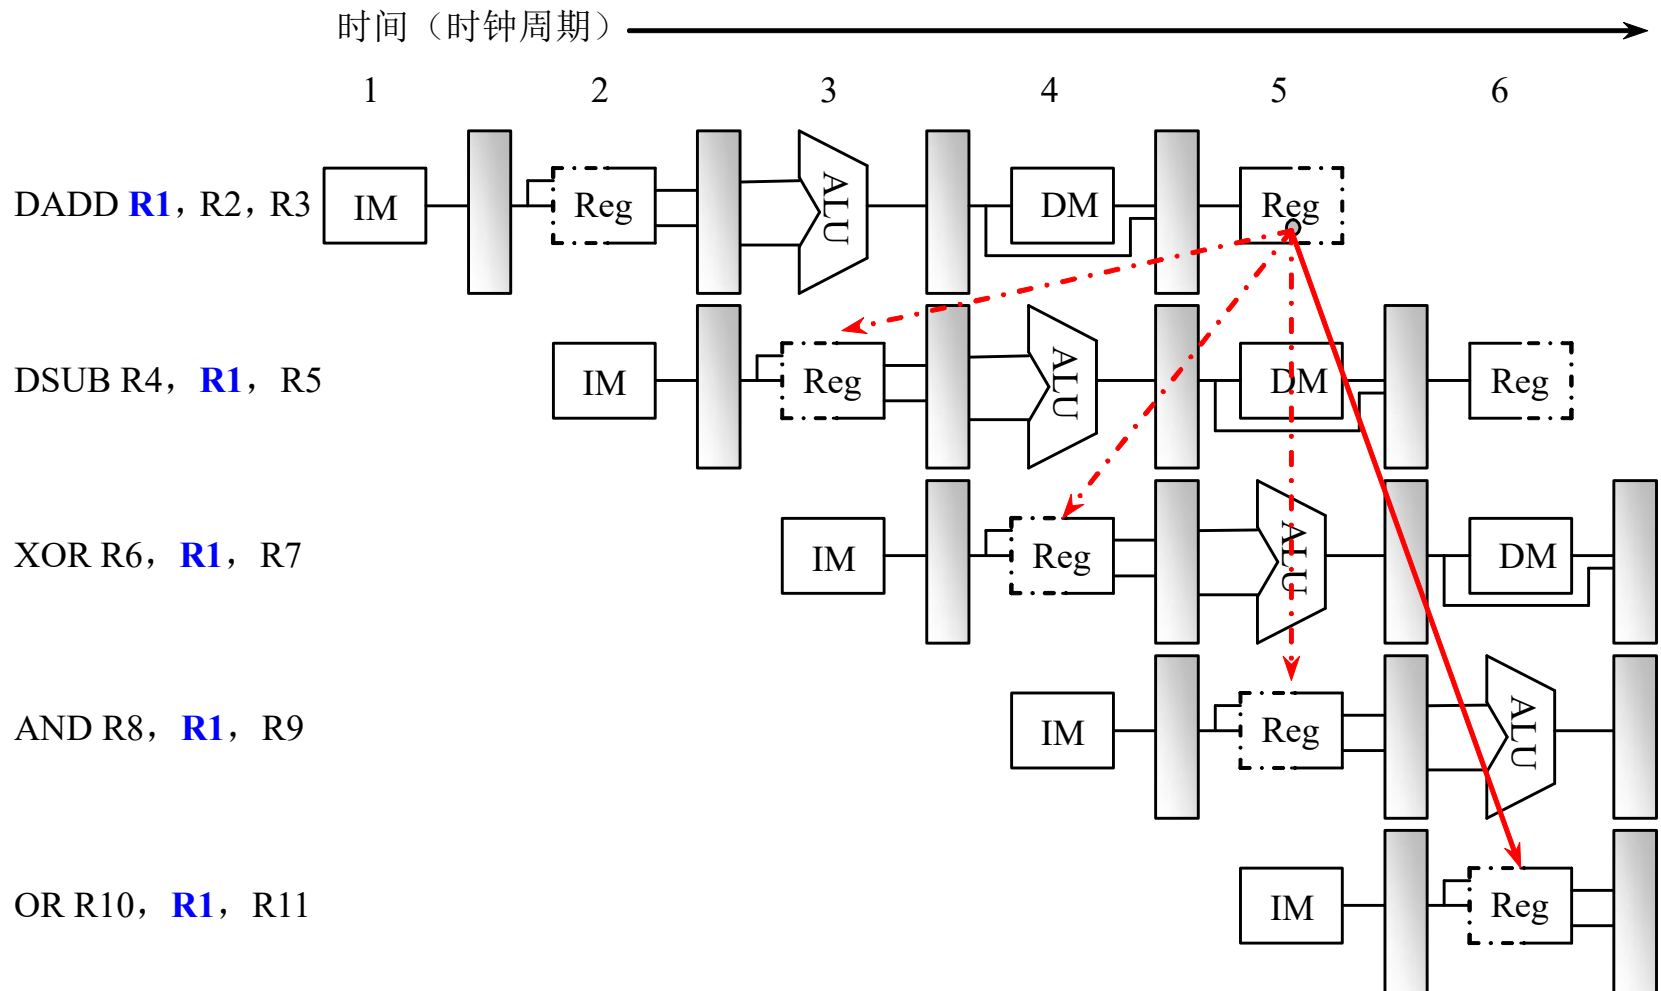 时间（时钟周期）
1 2 3 4 5 6
DADD R1，R2，R3 IM Reg ALU DM Reg
DSUB R4，R1，R5 IM Reg ALU DM Reg
XOR R6，R1，R7 IM Reg ALU DM
AND R8，R1，R9 IM Reg ALU
OR R10，R1，R11 IM Reg